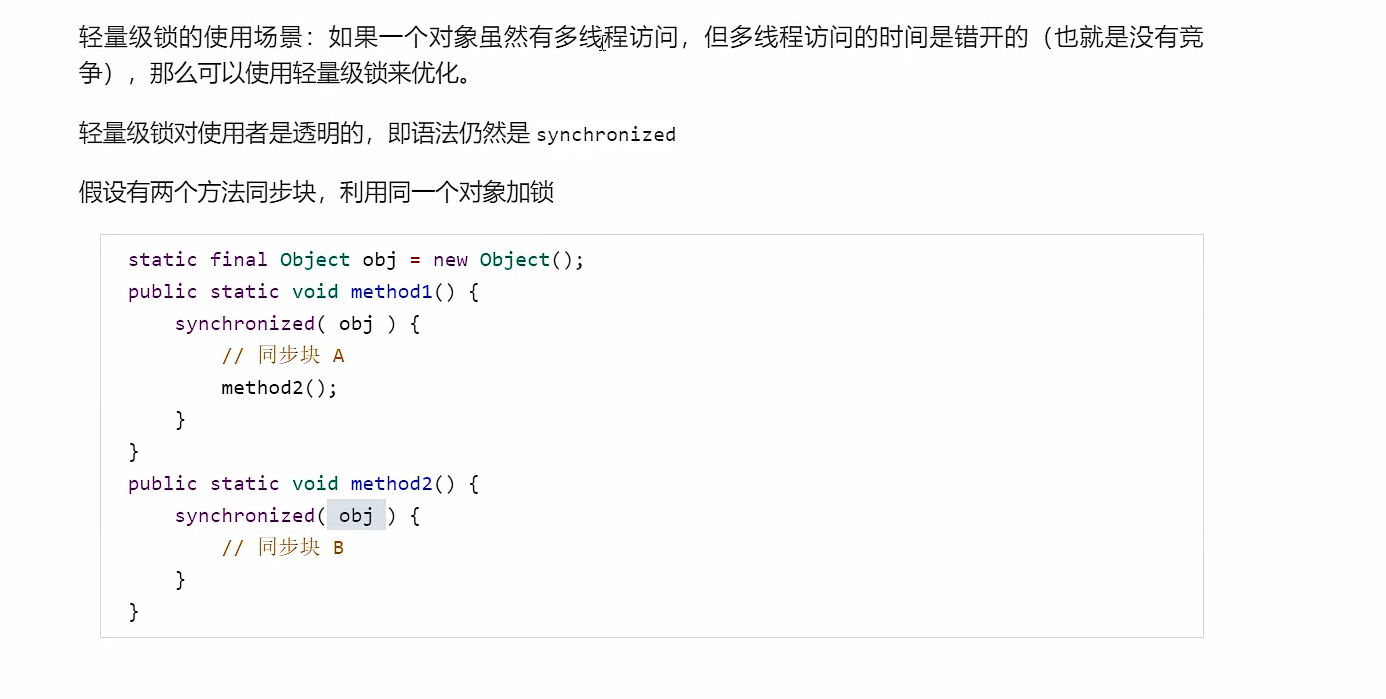 轻量级锁的使用场景：如果一个对象虽然有多线程访问，但多线程访问的时间是错开的（也就是没有竞
争），那么可以使用轻量级锁来优化。
轻量级锁对使用者是透明的，即语法仍然是 synchronized
假设有两个方法同步块，利用同一个对象加锁
static final Object obj = new Object();
public static void method1() {
    synchronized( obj ) {
        // 同步块 A
        method2();
    }
}
public static void method2() {
    synchronized( obj ) {
        // 同步块 B
    }
}